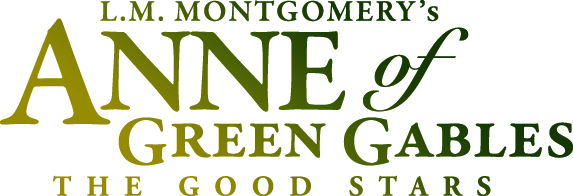 L.M. MONTGOMERY's
ANNE of
GREEN GABLES
THE GOOD STARS